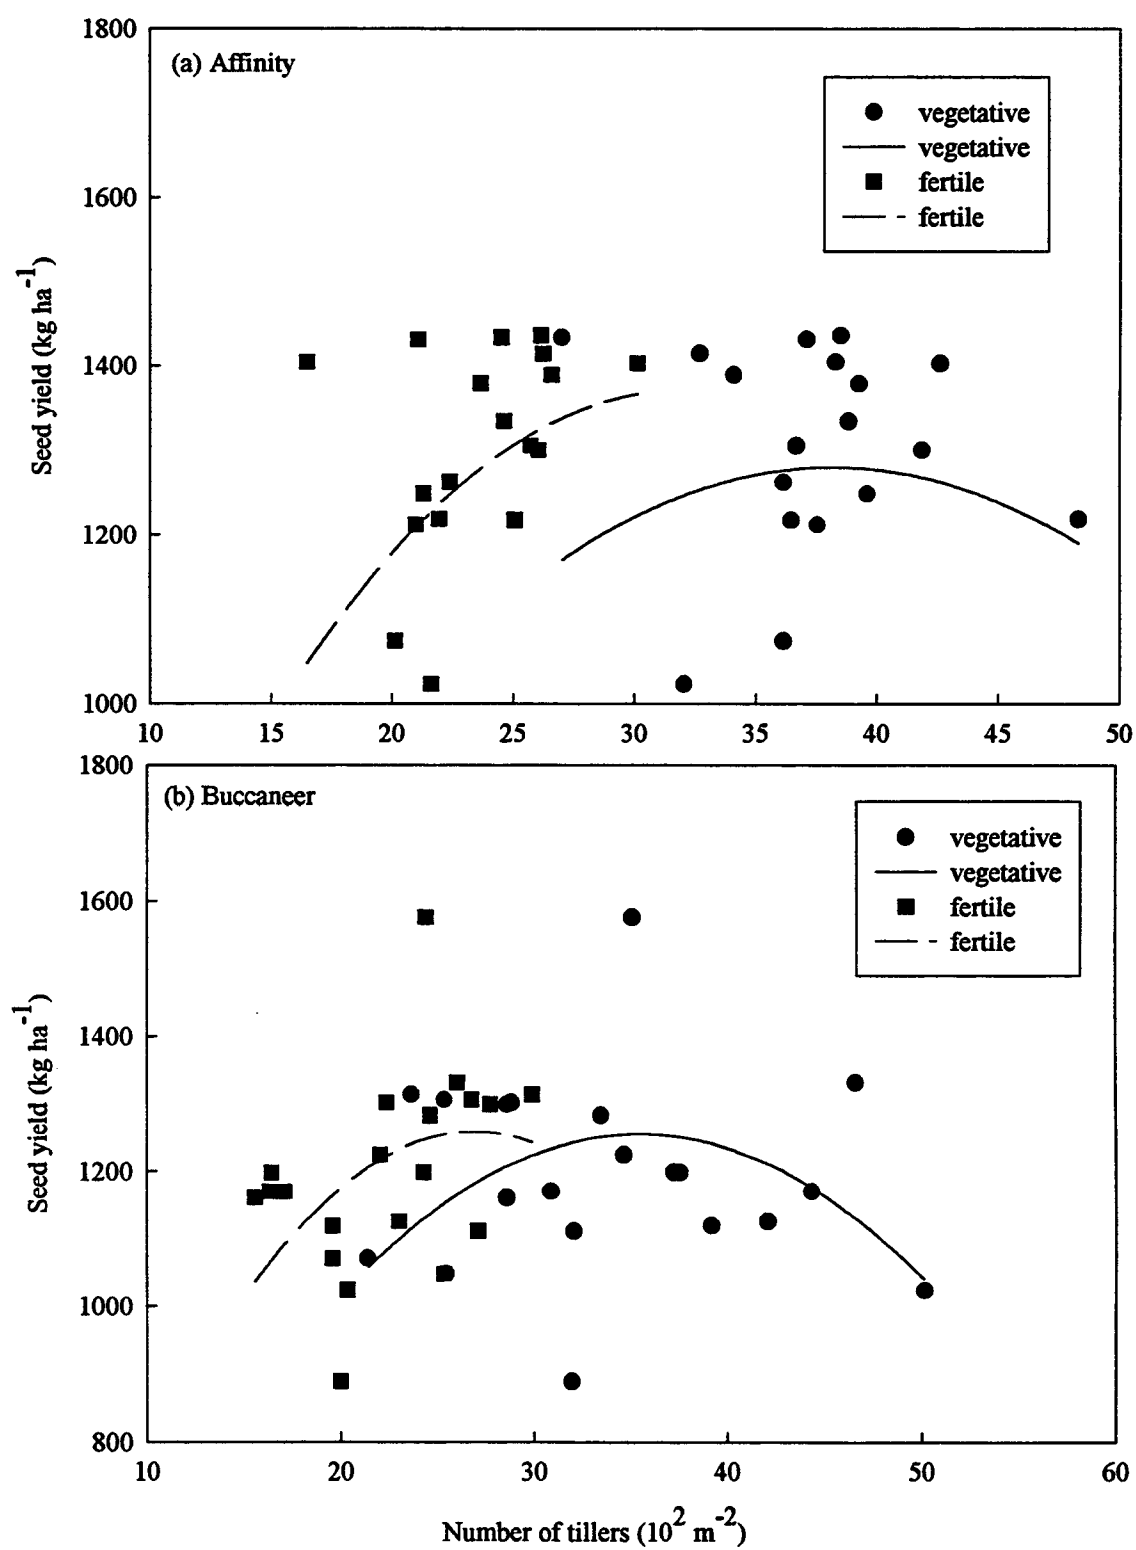 1800
(a) Affinity
vegetative
vegetative
1600
fertile
fertile
Seed yield (kg ha⁻¹)
1400
1200
1000
10 15 20 25 30 35 40 45 50
1800
(b) Buccaneer
vegetative
vegetative
1600
fertile
fertile
Seed yield (kg ha⁻¹)
1400
1200
1000
800
10 20 30 40 50 60
Number of tillers (10² m⁻²)